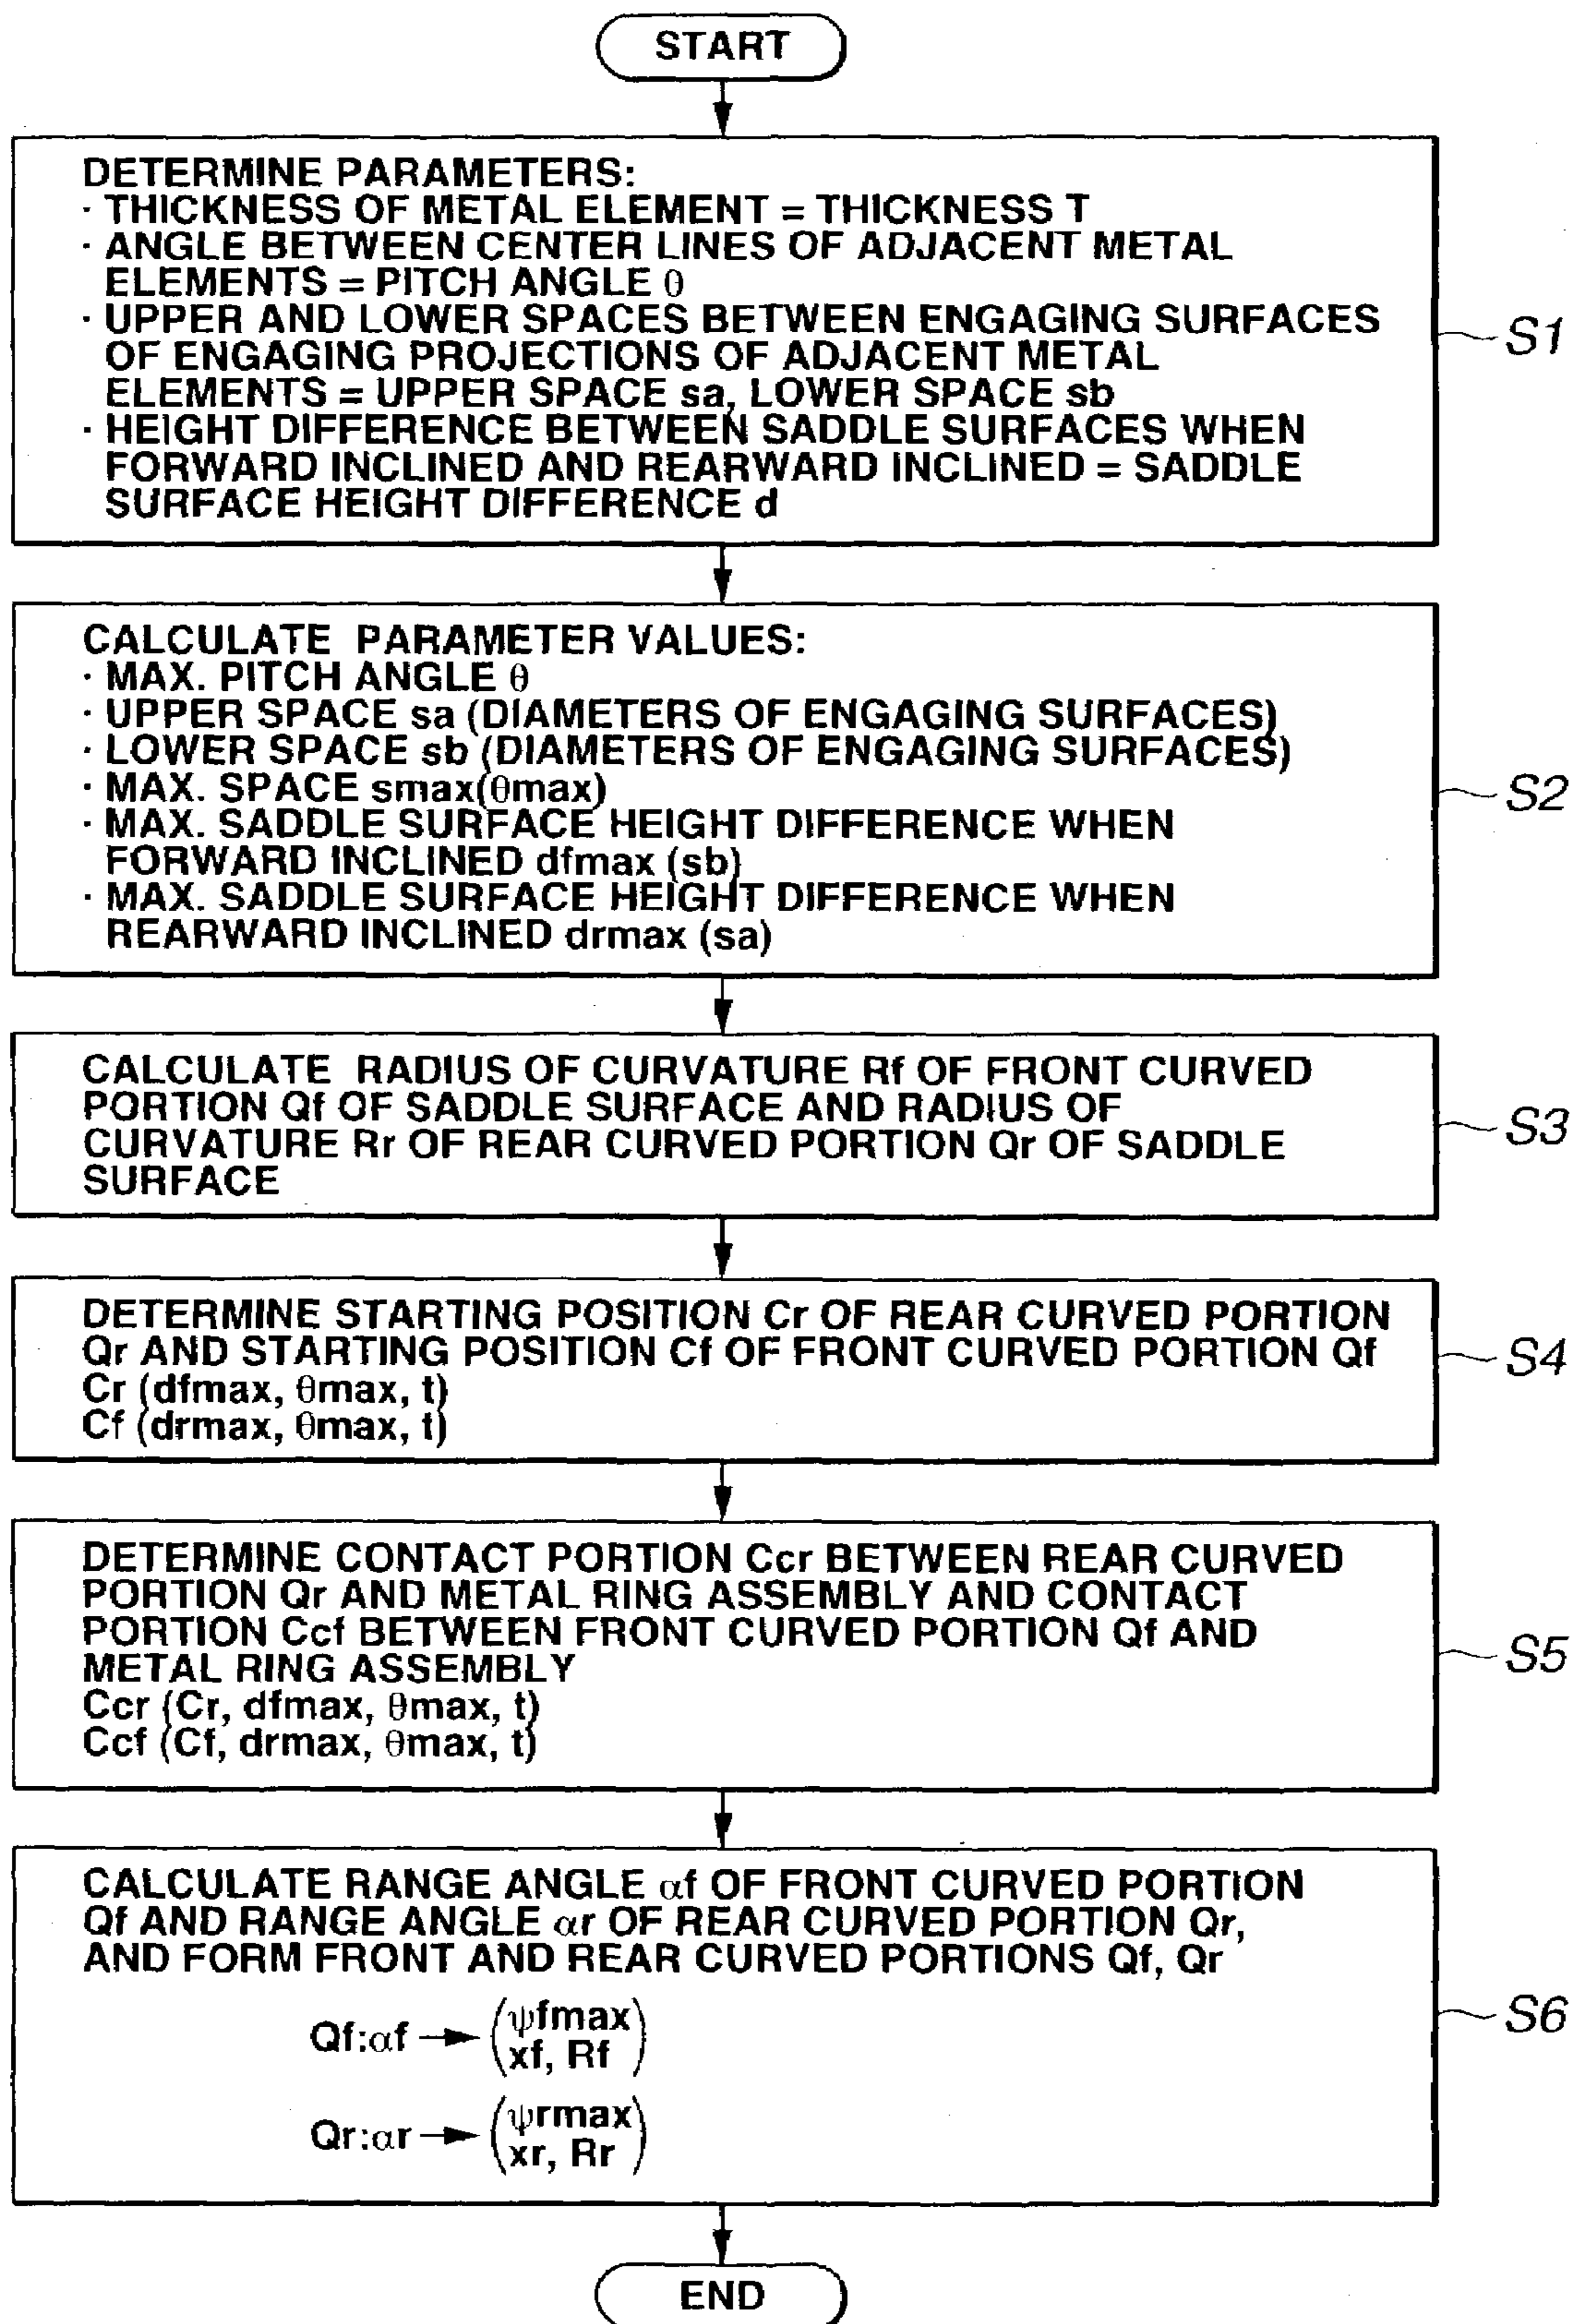 START
DETERMINE PARAMETERS:
· THICKNESS OF METAL ELEMENT = THICKNESS T
· ANGLE BETWEEN CENTER LINES OF ADJACENT METAL
ELEMENTS = PITCH ANGLE θ
· UPPER AND LOWER SPACES BETWEEN ENGAGING SURFACES
OF ENGAGING PROJECTIONS OF ADJACENT METAL
ELEMENTS = UPPER SPACE sa, LOWER SPACE sb
· HEIGHT DIFFERENCE BETWEEN SADDLE SURFACES WHEN
FORWARD INCLINED AND REARWARD INCLINED = SADDLE
SURFACE HEIGHT DIFFERENCE d
S1
CALCULATE PARAMETER VALUES:
· MAX. PITCH ANGLE θ
· UPPER SPACE sa (DIAMETERS OF ENGAGING SURFACES)
· LOWER SPACE sb (DIAMETERS OF ENGAGING SURFACES)
· MAX. SPACE smax(θmax)
· MAX. SADDLE SURFACE HEIGHT DIFFERENCE WHEN
FORWARD INCLINED dfmax (sb)
· MAX. SADDLE SURFACE HEIGHT DIFFERENCE WHEN
REARWARD INCLINED drmax (sa)
S2
CALCULATE RADIUS OF CURVATURE Rf OF FRONT CURVED
PORTION Qf OF SADDLE SURFACE AND RADIUS OF
CURVATURE Rr OF REAR CURVED PORTION Qr OF SADDLE
SURFACE
S3
DETERMINE STARTING POSITION Cr OF REAR CURVED PORTION
Qr AND STARTING POSITION Cf OF FRONT CURVED PORTION Qf
Cr (dfmax, θmax, t)
Cf (drmax, θmax, t)
S4
DETERMINE CONTACT PORTION Ccr BETWEEN REAR CURVED
PORTION Qr AND METAL RING ASSEMBLY AND CONTACT
PORTION Ccf BETWEEN FRONT CURVED PORTION Qf AND
METAL RING ASSEMBLY
Ccr (Cr, dfmax, θmax, t)
Ccf (Cf, drmax, θmax, t)
S5
CALCULATE RANGE ANGLE αf OF FRONT CURVED PORTION
Qf AND RANGE ANGLE αr OF REAR CURVED PORTION Qr,
AND FORM FRONT AND REAR CURVED PORTIONS Qf, Qr
Qf:αf → (ψfmax
xf, Rf)
Qr:αr → (ψrmax
xr, Rr)
S6
END